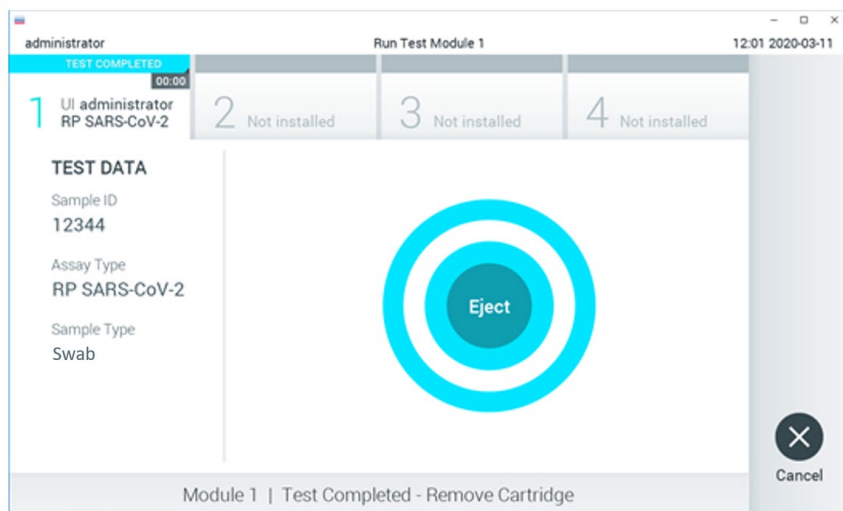 administrator Run Test Module 1 12:01 2020-03-11
TEST COMPLETED
00:00
1 UI administrator
RP SARS-CoV-2
2 Not installed
3 Not installed
4 Not installed
TEST DATA
Sample ID
12344
Assay Type
RP SARS-CoV-2
Sample Type
Swab
Eject
Cancel
Module 1 | Test Completed - Remove Cartridge